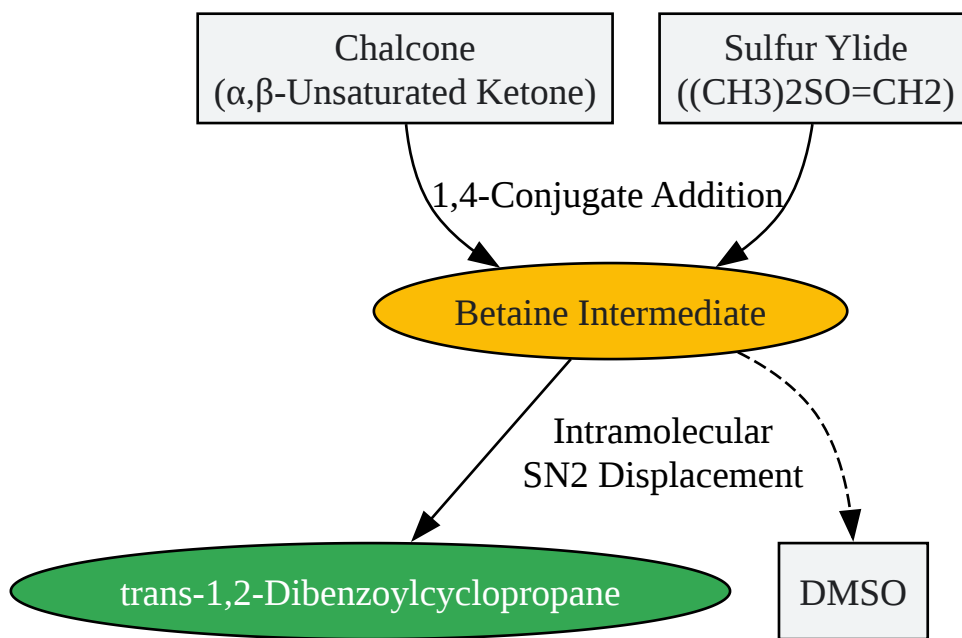 Chalcone
(α,β-Unsaturated Ketone)
Sulfur Ylide
((CH3)2SO=CH2)
1,4-Conjugate Addition
Betaine Intermediate
Intramolecular
SN2 Displacement
trans-1,2-Dibenzoylcyclopropane
DMSO